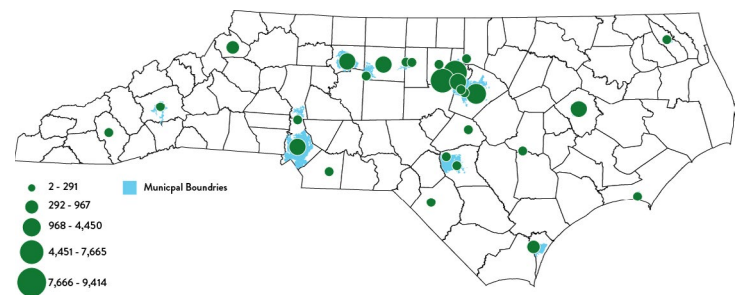 2 - 291
Municpal Boundries
292 - 967
968 - 4,450
4,451 - 7,665
7,666 - 9,414